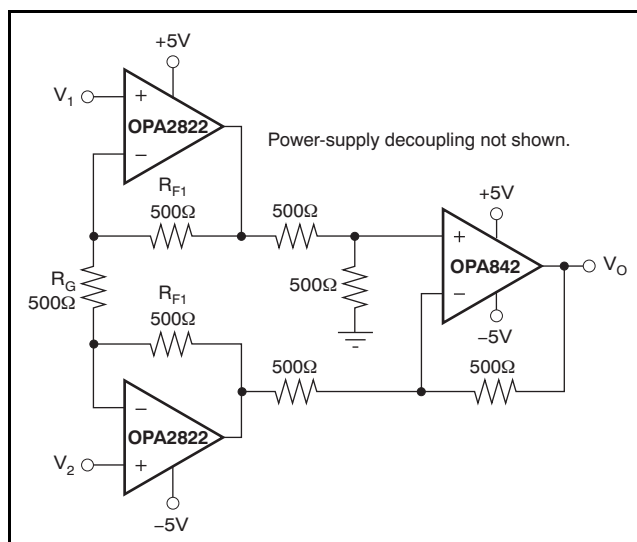 +5V
V1
+
OPA2822
−
Power-supply decoupling not shown.
RF1
500Ω
500Ω
+5V
+
OPA842
−
VO
−5V
RG
500Ω
500Ω
RF1
500Ω
500Ω
500Ω
−
OPA2822
+
V2
−5V